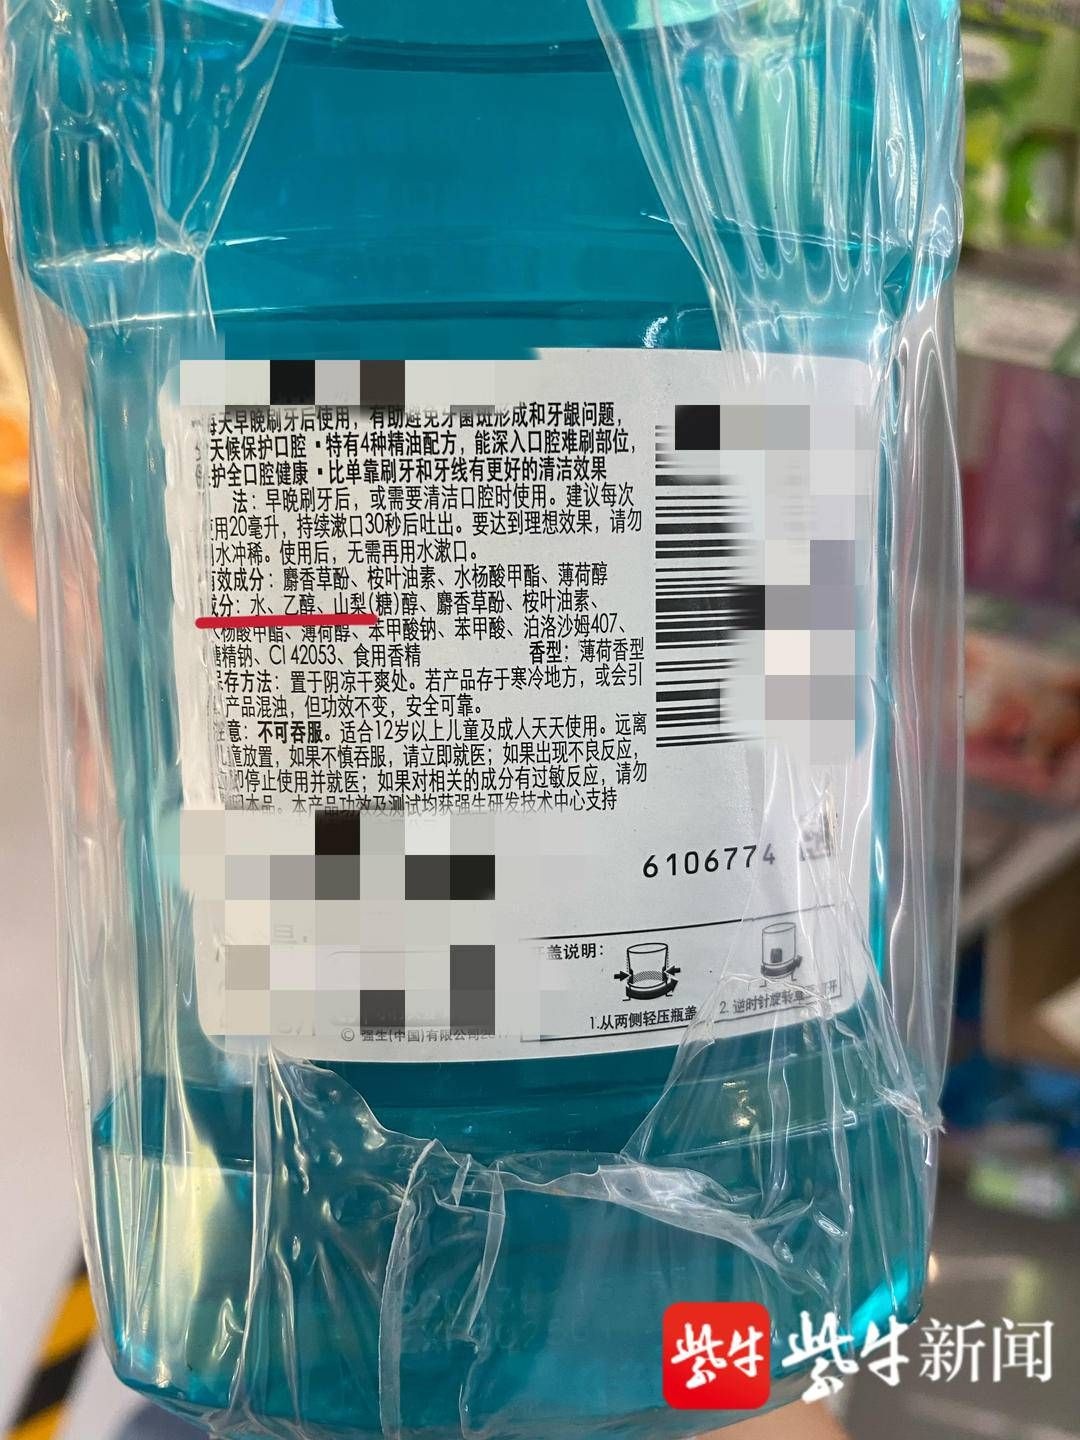 每天早晚刷牙后使用，有助避免牙菌斑形成和牙龈问题，
天候保护口腔▪特有4种精油配方，能深入口腔难刷部位，
护全口腔健康▪比单靠刷牙和牙线有更好的清洁效果
法：早晚刷牙后，或需要清洁口腔时使用。建议每次
用20毫升，持续漱口30秒后吐出。要达到理想效果，请勿
水冲稀。使用后，无需再用水漱口。
有效成分：麝香草酚、桉叶油素、水杨酸甲酯、薄荷醇
成分：水、乙醇、山梨(糖)醇、麝香草酚、桉叶油素、
杨酸甲酯、薄荷醇、苯甲酸钠、苯甲酸、泊洛沙姆407、
糖精钠、CI 42053、食用香精 香型：薄荷香型
保存方法：置于阴凉干爽处。若产品存于寒冷地方，或会引
产品混浊，但功效不变，安全可靠。
注意：不可吞服。适合12岁以上儿童及成人天天使用。远离
儿童放置，如果不慎吞服，请立即就医；如果出现不良反应，
立即停止使用并就医；如果对相关的成分有过敏反应，请勿
本品。本产品功效及测试均获强生研发技术中心支持
6106774
开盖说明：
1.从两侧轻压瓶盖
2.逆时针旋转单手打开
© 强生(中国)有限公司
紫牛 紫牛新闻